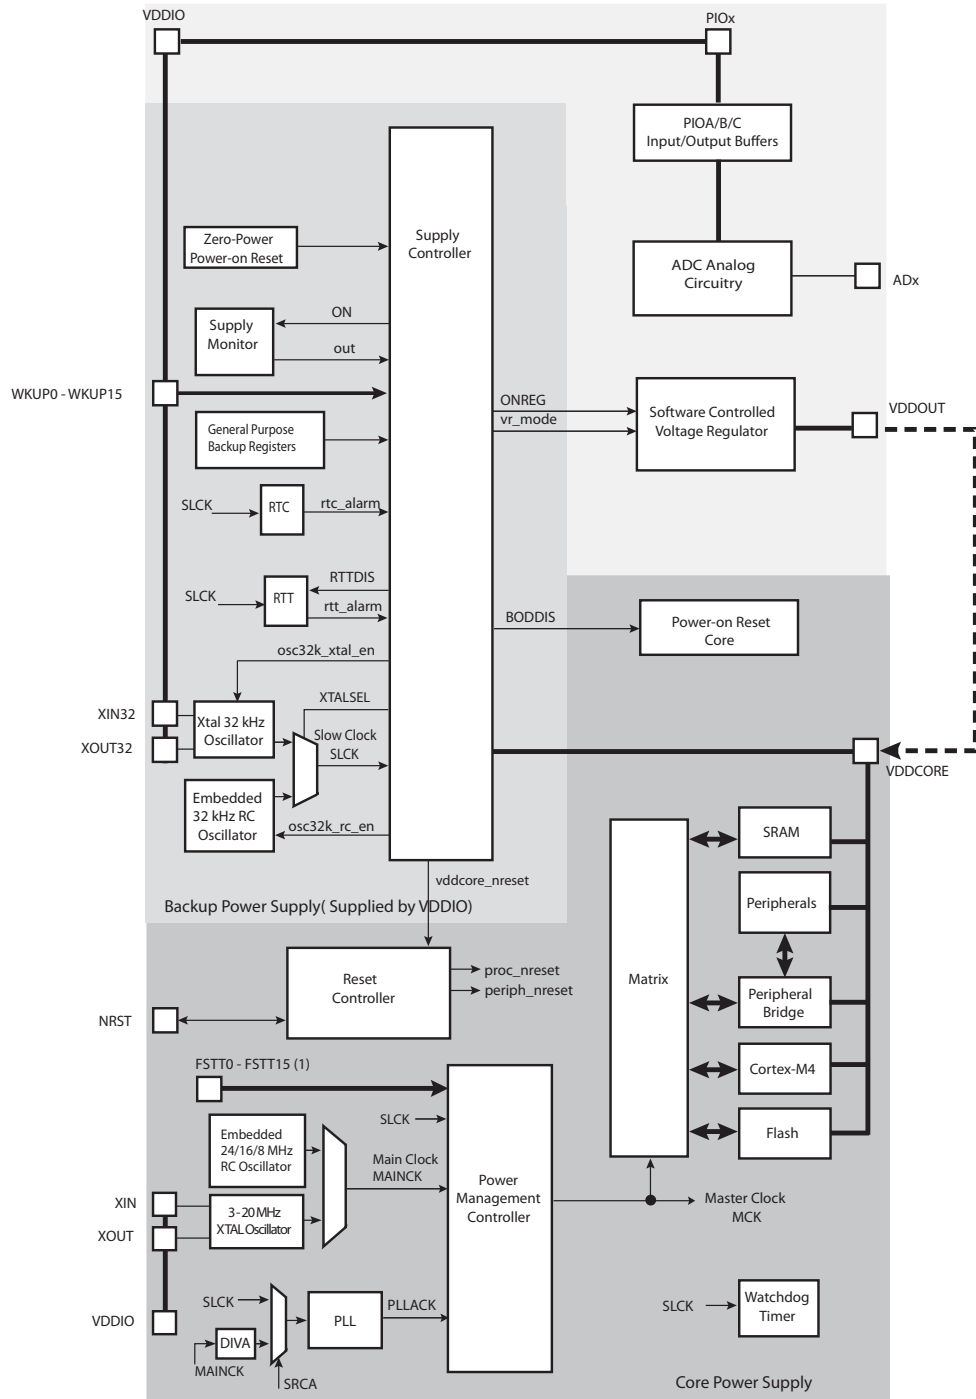 VDDIO
PIOx
PIOA/B/C
Input/Output Buffers
Supply
Controller
Zero-Power
Power-on Reset
ADC Analog
Circuitry
ADx
ON
Supply
Monitor
out
WKUP0 - WKUP15
ONREG
vr_mode
Software Controlled
Voltage Regulator
VDDOUT
General Purpose
Backup Registers
SLCK
RTC
rtc_alarm
RTTDIS
SLCK
RTT
rtt_alarm
BODDIS
Power-on Reset
Core
osc32k_xtal_en
XTALSEL
XIN32
Xtal 32 kHz
Oscillator
XOUT32
Slow Clock
SLCK
VDDCORE
Embedded
32 kHz RC
Oscillator
osc32k_rc_en
vddcore_nreset
Backup Power Supply( Supplied by VDDIO)
SRAM
Peripherals
Matrix
Peripheral
Bridge
Cortex-M4
Flash
Reset
Controller
proc_nreset
periph_nreset
NRST
FSTT0 - FSTT15 (1)
SLCK
Embedded
24/16/8 MHz
RC Oscillator
Main Clock
MAINCK
Power
Management
Controller
Master Clock
MCK
XIN
3-20 MHz
XTAL Oscillator
XOUT
VDDIO
SLCK
PLL
PLLACK
DIVA
MAINCK
SRCA
SLCK
Watchdog
Timer
Core Power Supply